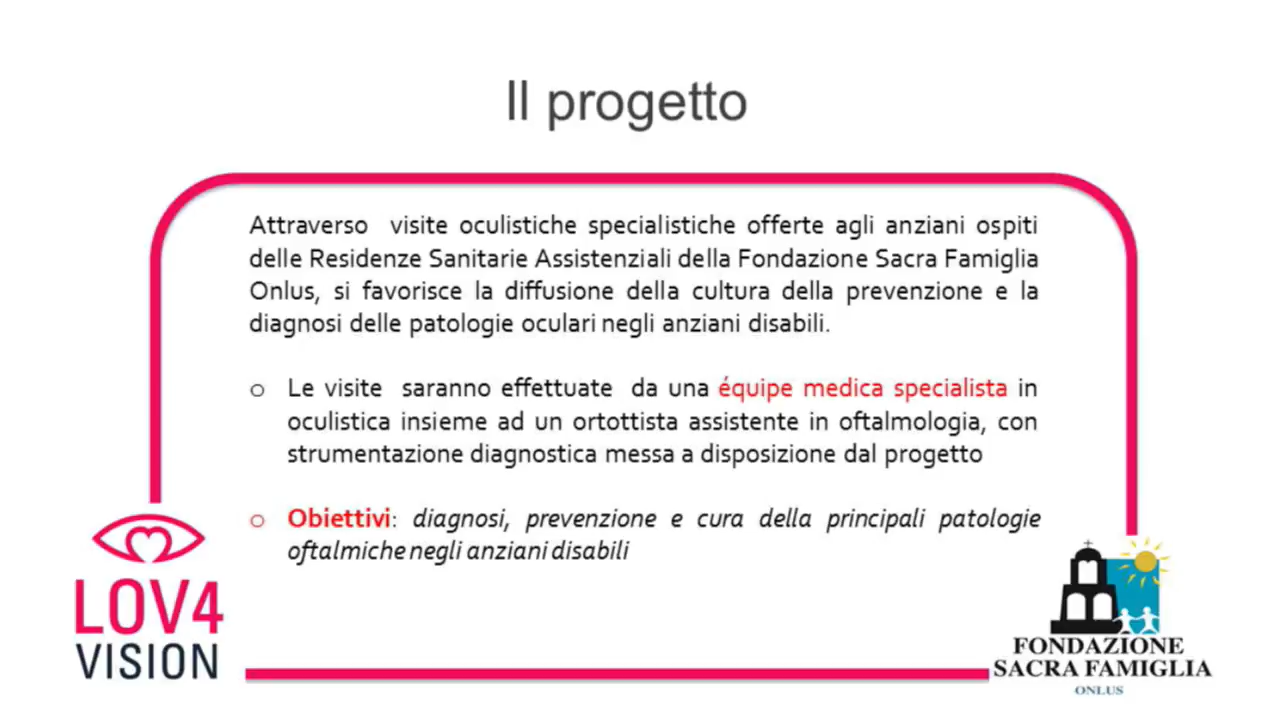 Il progetto
Attraverso visite oculistiche specialistiche offerte agli anziani ospiti
delle Residenze Sanitarie Assistenziali della Fondazione Sacra Famiglia
Onlus, si favorisce la diffusione della cultura della prevenzione e la
diagnosi delle patologie oculari negli anziani disabili.
o Le visite saranno effettuate da una équipe medica specialista in
oculistica insieme ad un ortottista assistente in oftalmologia, con
strumentazione diagnostica messa a disposizione dal progetto
o Obiettivi: diagnosi, prevenzione e cura della principali patologie
oftalmiche negli anziani disabili
LOV4
VISION
FONDAZIONE
SACRA FAMIGLIA
ONLUS